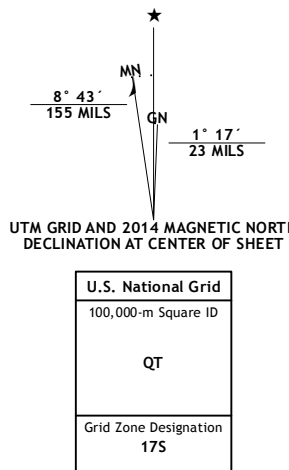 MN
8° 43´
155 MILS
GN
1° 17´
23 MILS
UTM GRID AND 2014 MAGNETIC NORTH
DECLINATION AT CENTER OF SHEET
U.S. National Grid
100,000-m Square ID
QT
Grid Zone Designation
17S